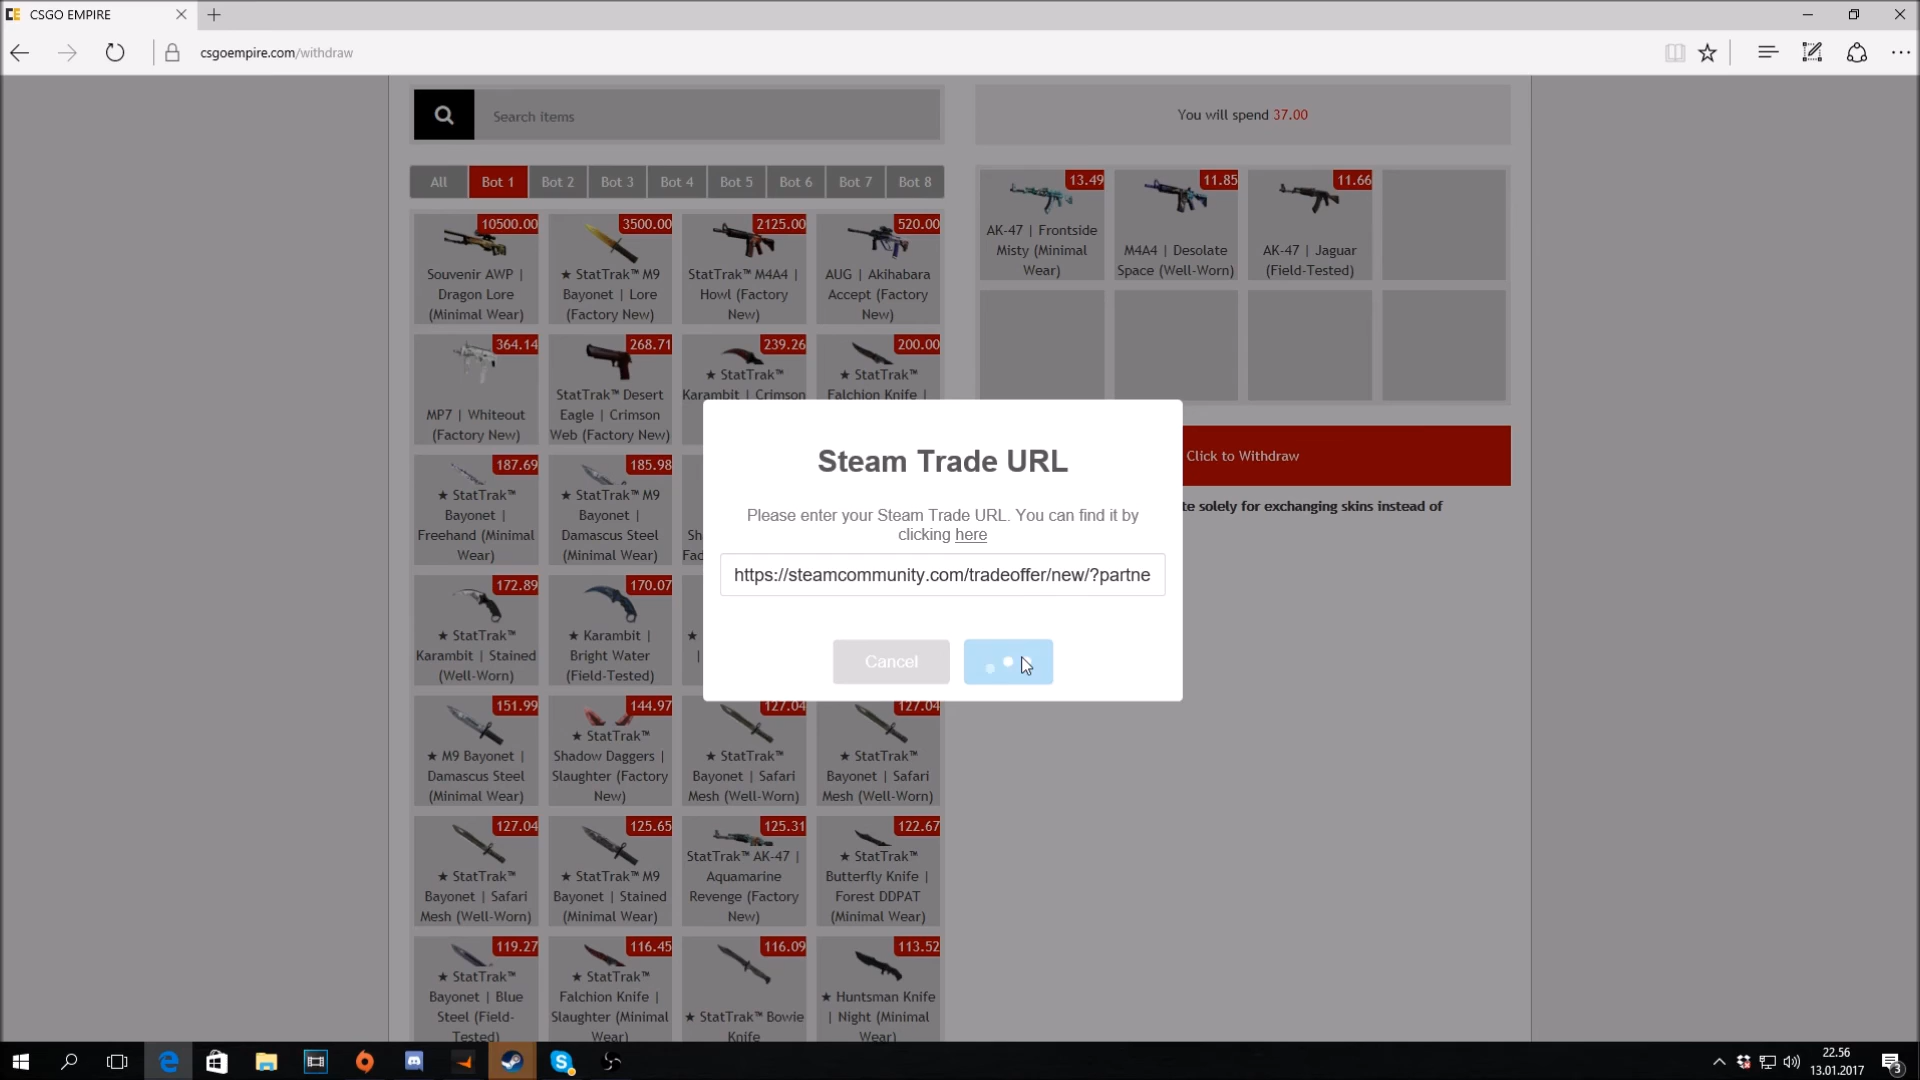 CSGO EMPIRE
csgoempire.com/withdraw
Search items
You will spend 37.00
All
Bot 1
Bot 2
Bot 3
Bot 4
Bot 5
Bot 6
Bot 7
Bot 8
10500.00
Souvenir AWP |
Dragon Lore
(Minimal Wear)
3500.00
★ StatTrak™ M9
Bayonet | Lore
(Factory New)
2125.00
StatTrak™ M4A4 |
Howl (Factory
New)
520.00
AUG | Akihabara
Accept (Factory
New)
13.49
AK-47 | Frontside
Misty (Minimal
Wear)
11.85
M4A4 | Desolate
Space (Well-Worn)
11.66
AK-47 | Jaguar
(Field-Tested)
364.14
MP7 | Whiteout
(Factory New)
268.71
StatTrak™ Desert
Eagle | Crimson
Web (Factory New)
239.26
★ StatTrak™
Karambit | Crimson
200.00
★ StatTrak™
Falchion Knife |
Steam Trade URL
Please enter your Steam Trade URL. You can find it by
clicking here
https://steamcommunity.com/tradeoffer/new/?partne
Cancel
Click to Withdraw
te solely for exchanging skins instead of
187.69
★ StatTrak™
Bayonet |
Freehand (Minimal
Wear)
185.98
★ StatTrak™ M9
Bayonet |
Damascus Steel
(Minimal Wear)
Sh
Fac
172.89
★ StatTrak™
Karambit | Stained
(Well-Worn)
170.07
★ Karambit |
Bright Water
(Field-Tested)
★
|
151.99
★ M9 Bayonet |
Damascus Steel
(Minimal Wear)
144.97
★ StatTrak™
Shadow Daggers |
Slaughter (Factory
New)
127.04
★ StatTrak™
Bayonet | Safari
Mesh (Well-Worn)
127.04
★ StatTrak™
Bayonet | Safari
Mesh (Well-Worn)
127.04
★ StatTrak™
Bayonet | Safari
Mesh (Well-Worn)
125.65
★ StatTrak™ M9
Bayonet | Stained
(Minimal Wear)
125.31
StatTrak™ AK-47 |
Aquamarine
Revenge (Factory
New)
122.67
★ StatTrak™
Butterfly Knife |
Forest DDPAT
(Minimal Wear)
119.27
★ StatTrak™
Bayonet | Blue
Steel (Field-
Tested)
116.45
★ StatTrak™
Falchion Knife |
Slaughter (Minimal
Wear)
116.09
★ StatTrak™ Bowie
Knife
113.52
★ Huntsman Knife
| Night (Minimal
Wear)
22.56
13.01.2017
3